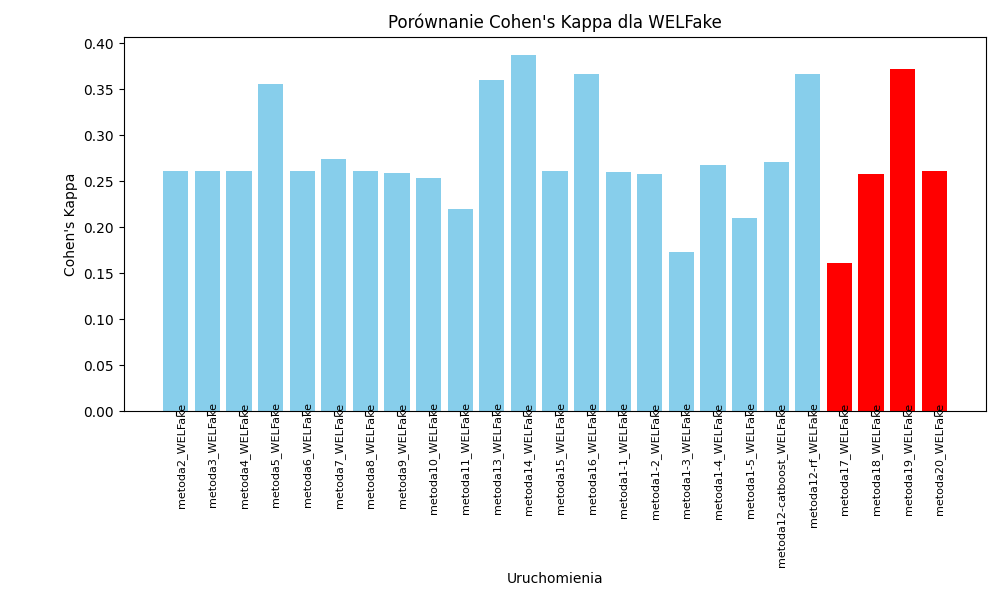 Porównanie Cohen's Kappa dla WELFake
Cohen's Kappa
0.40
0.35
0.30
0.25
0.20
0.15
0.10
0.05
0.00
metoda2_WELFake
metoda3_WELFake
metoda4_WELFake
metoda5_WELFake
metoda6_WELFake
metoda7_WELFake
metoda8_WELFake
metoda9_WELFake
metoda10_WELFake
metoda11_WELFake
metoda13_WELFake
metoda14_WELFake
metoda15_WELFake
metoda16_WELFake
metoda1-1_WELFake
metoda1-2_WELFake
metoda1-3_WELFake
metoda1-4_WELFake
metoda1-5_WELFake
metoda12-catboost_WELFake
metoda12-rf_WELFake
metoda17_WELFake
metoda18_WELFake
metoda19_WELFake
metoda20_WELFake
Uruchomienia